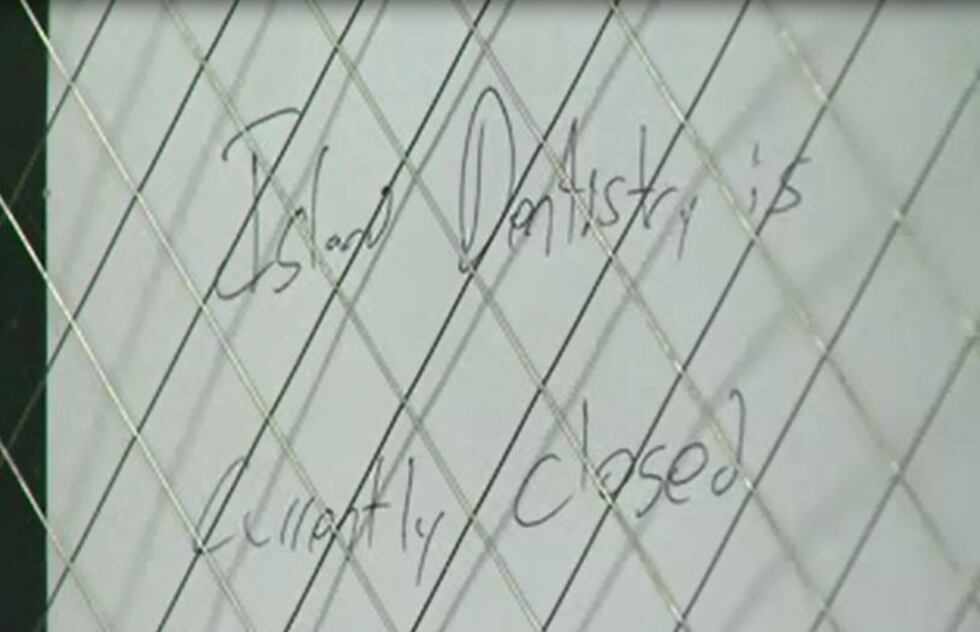 Island Dentistry is
Currently closed